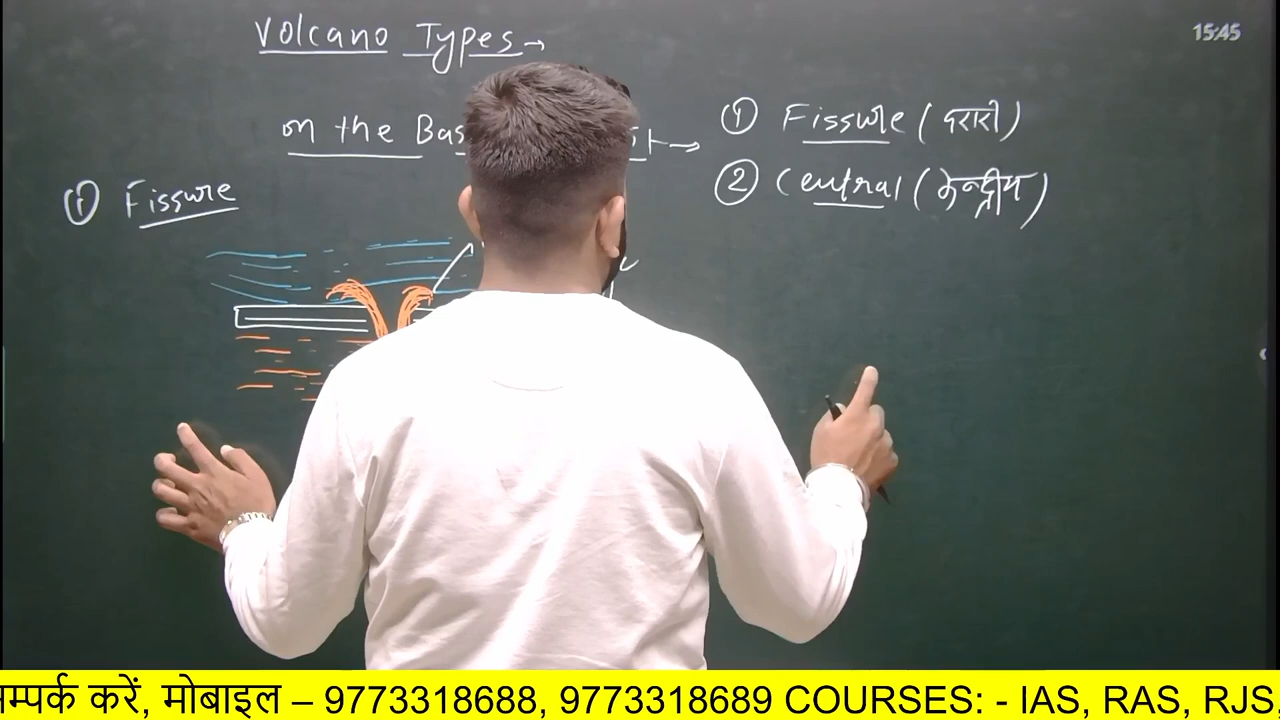 Volcano Types→
15:45
on the Bas
① Fissure (दरारी)
② Central (केन्द्रीय)
① Fissure
सम्पर्क करें, मोबाइल – 9773318688, 9773318689 COURSES: - IAS, RAS, RJS,